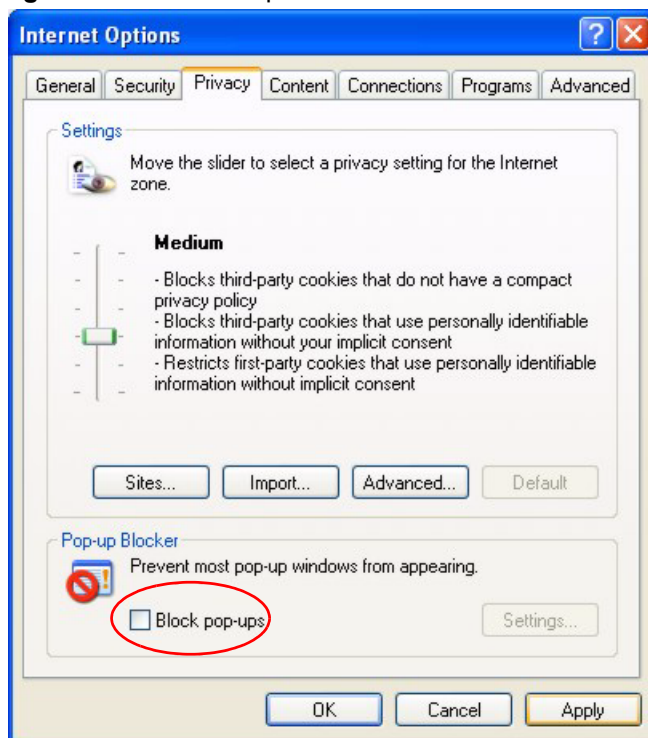 Internet Options
General Security Privacy Content Connections Programs Advanced
Settings
Move the slider to select a privacy setting for the Internet
zone.
Medium
- Blocks third-party cookies that do not have a compact
privacy policy
- Blocks third-party cookies that use personally identifiable
information without your implicit consent
- Restricts first-party cookies that use personally identifiable
information without implicit consent
Sites... Import... Advanced... Default
Pop-up Blocker
Prevent most pop-up windows from appearing.
Block pop-ups Settings...
OK Cancel Apply